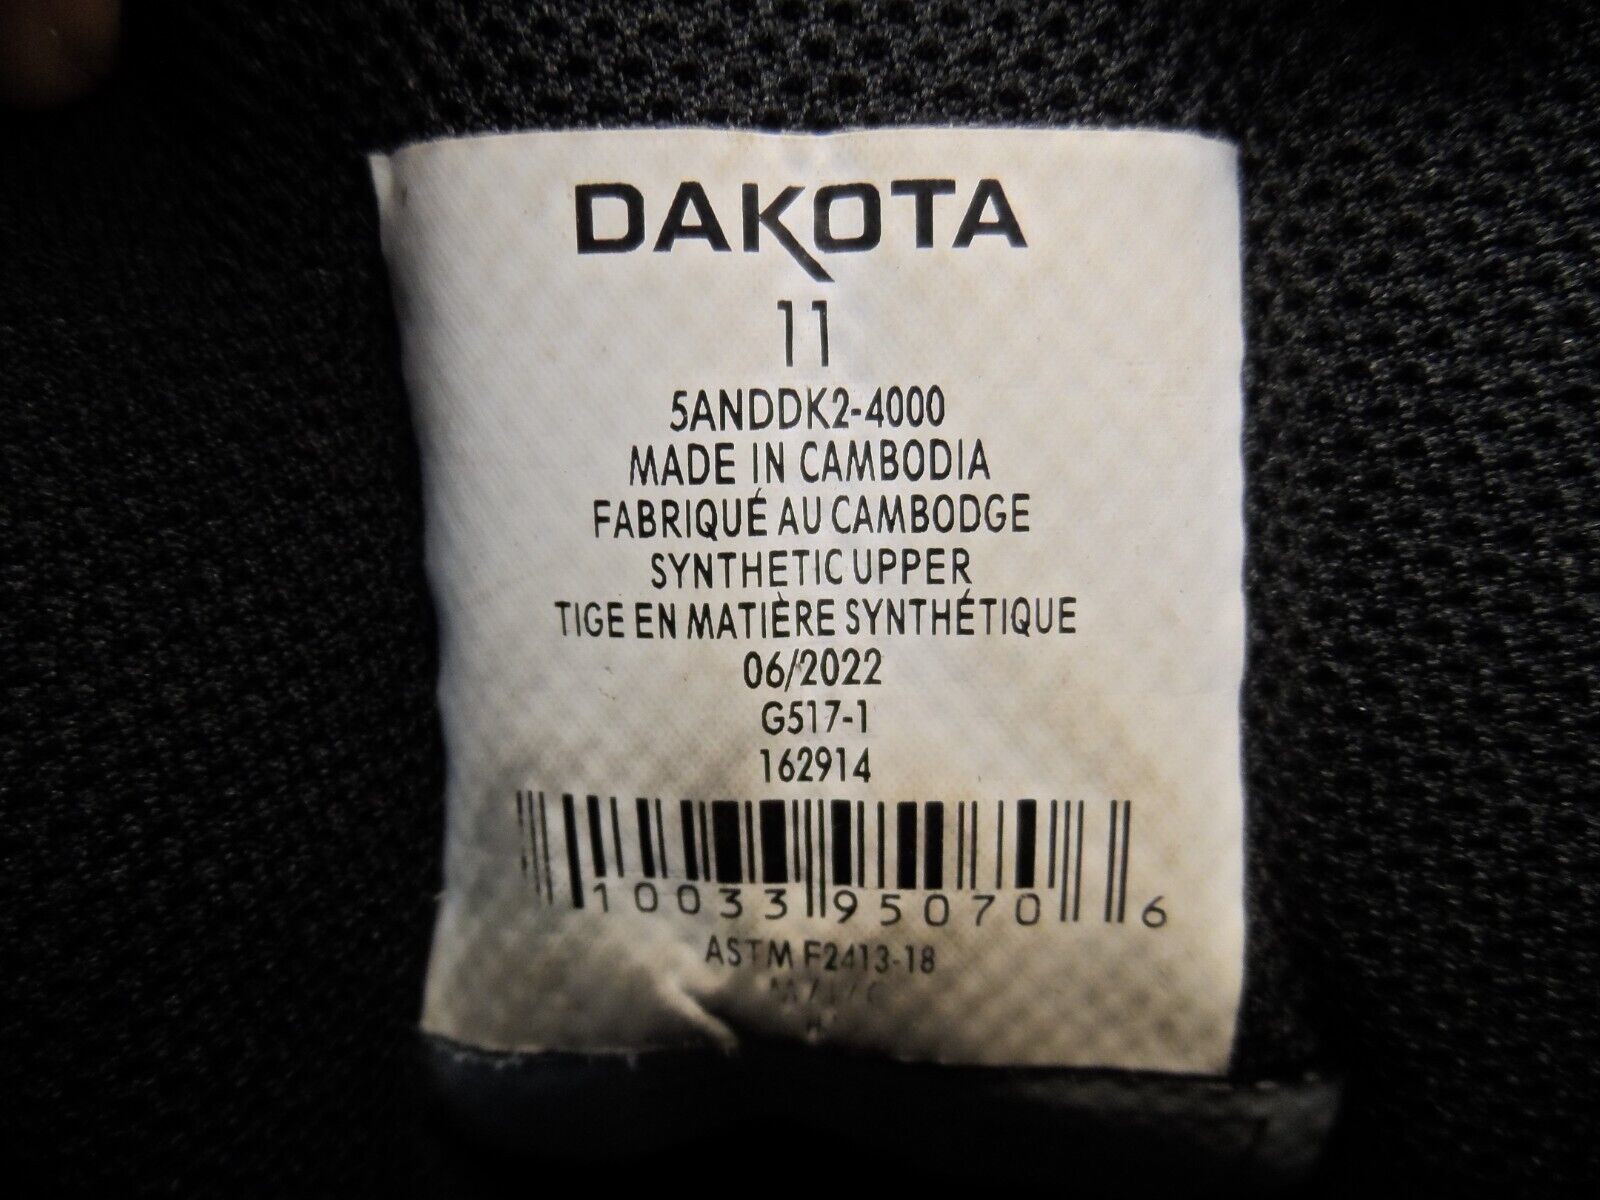 DAKOTA
11
5ANDDK2-4000
MADE IN CAMBODIA
FABRIQUÉ AU CAMBODGE
SYNTHETIC UPPER
TIGE EN MATIÈRE SYNTHÉTIQUE
06/2022
G517-1
162914
10033 95070 6
ASTM F2413-18